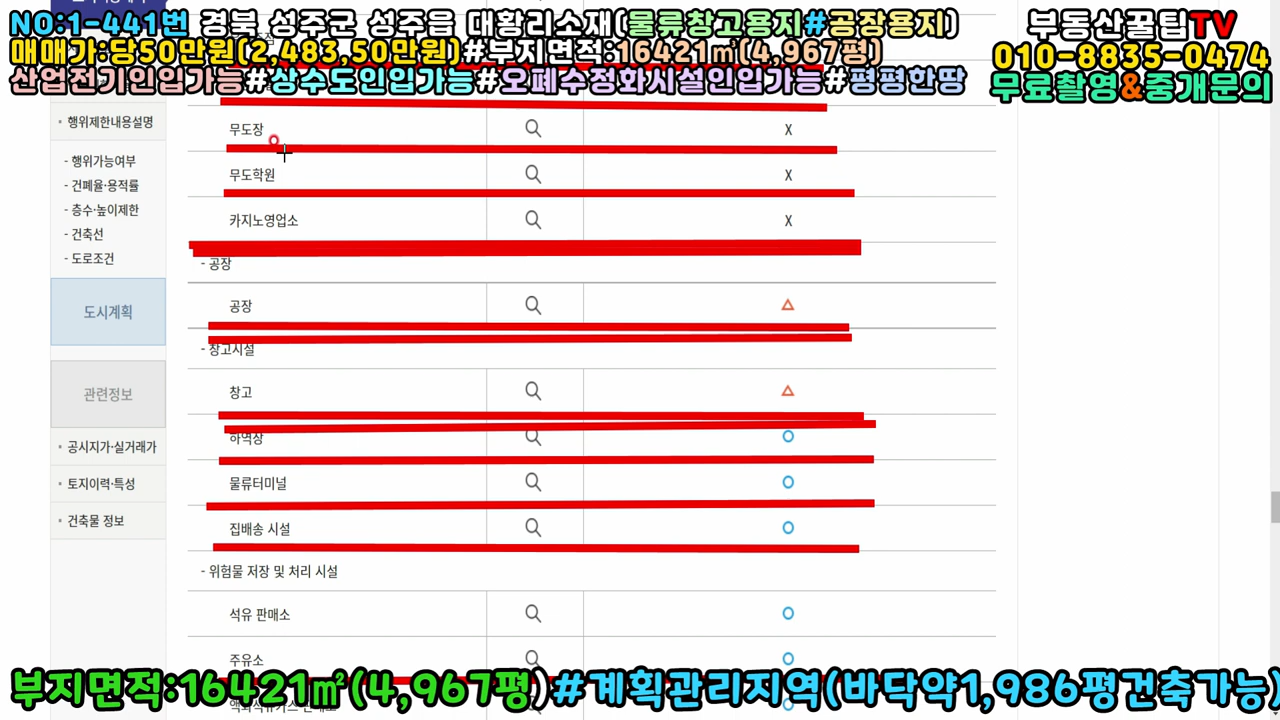 NO:1-441번 경북 성주군 성주읍 대황리소재(물류창고용지#공장용지)
매매가:당50만원(2,483,50만원)#부지면적:16421㎡(4,967평)
산업전기인입가능#상수도인입가능#오폐수정화시설인입가능#평평한땅
부동산꿀팁TV
010-8835-0474
무료촬영&중개문의
행위제한내용설명
- 행위가능여부
- 건폐율·용적률
- 층수·높이제한
- 건축선
- 도로조건
도시계획
관련정보
공시지가·실거래가
토지이력·특성
건축물 정보
무도장 X
무도학원 X
카지노영업소 X
- 공장
공장 △
- 창고시설
창고 △
하역장 ○
물류터미널 ○
집배송 시설 ○
- 위험물 저장 및 처리 시설
석유 판매소 ○
주유소 ○
부지면적:16421㎡(4,967평)#계획관리지역(바닥약1,986평건축가능)